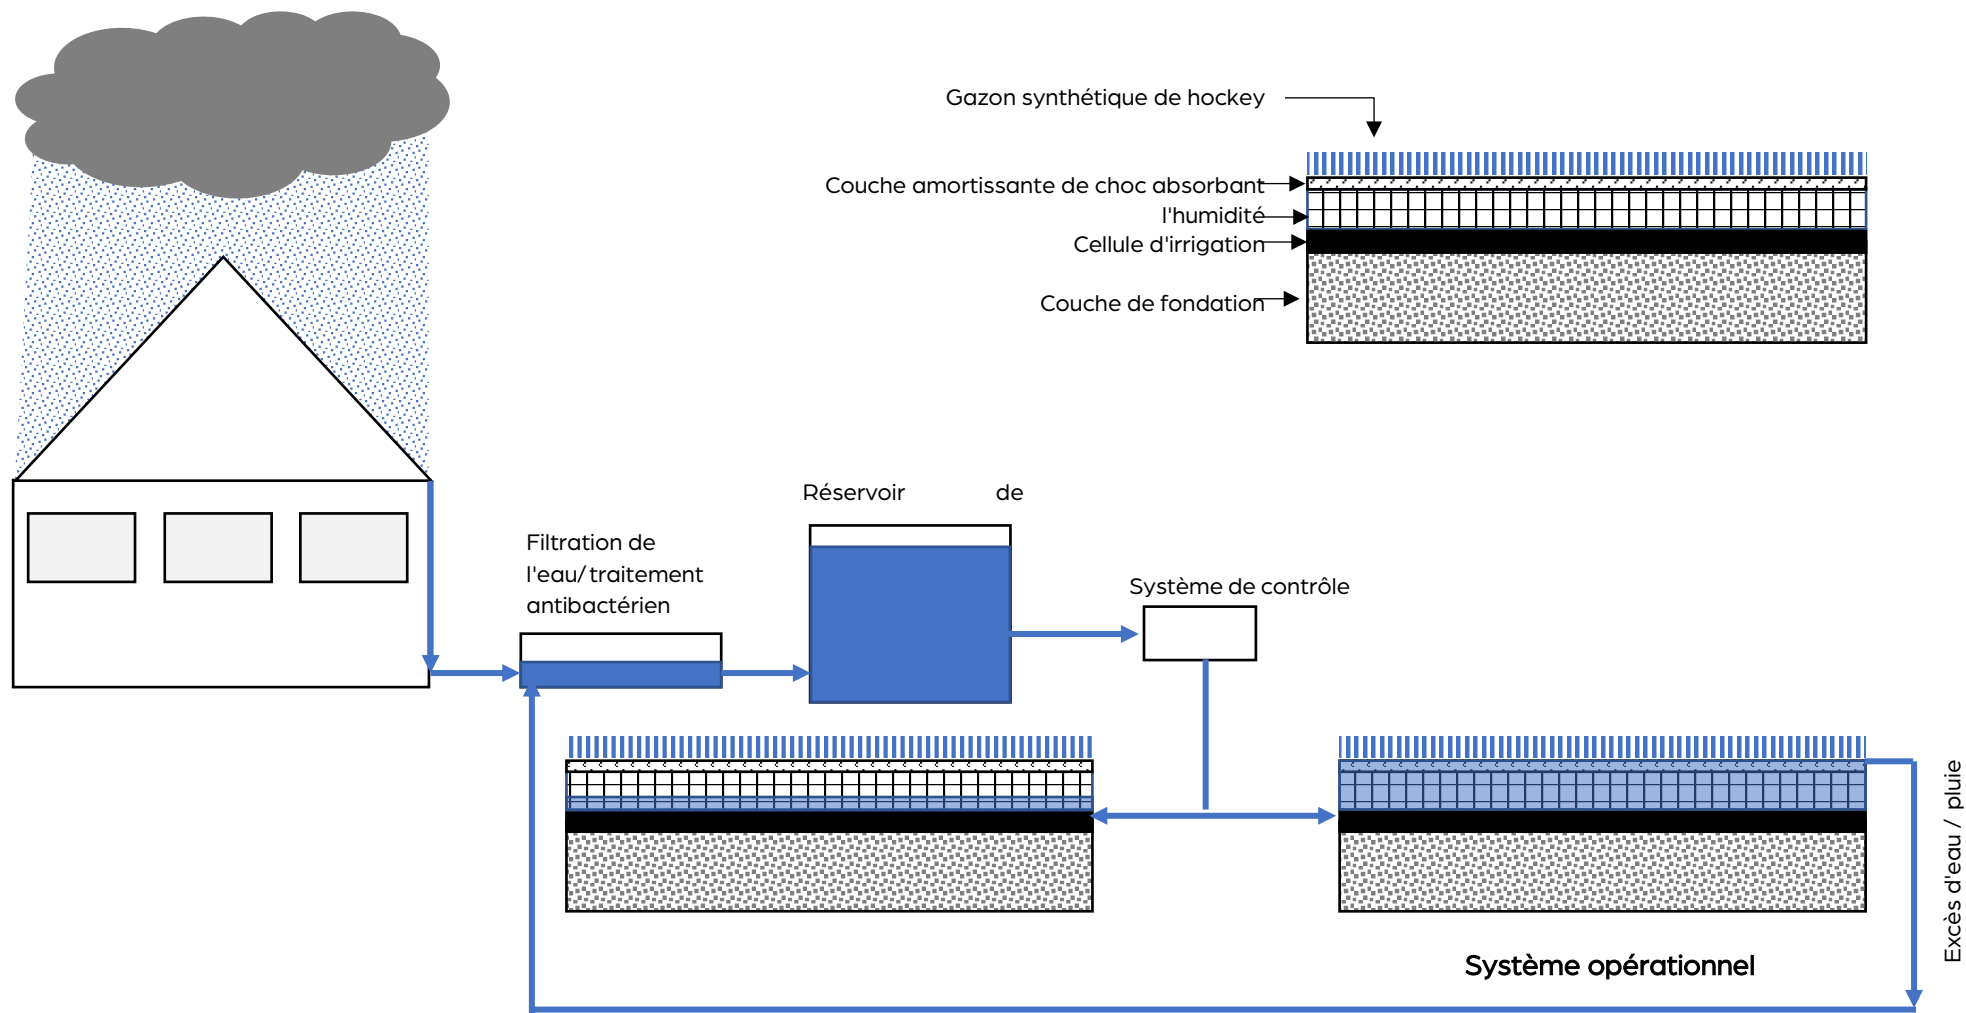 Gazon synthétique de hockey
Couche amortissante de choc absorbant
l'humidité
Cellule d'irrigation
Couche de fondation
Réservoir de
Filtration de
l'eau/traitement
antibactérien
Système de contrôle
Excès d'eau / pluie
Système opérationnel